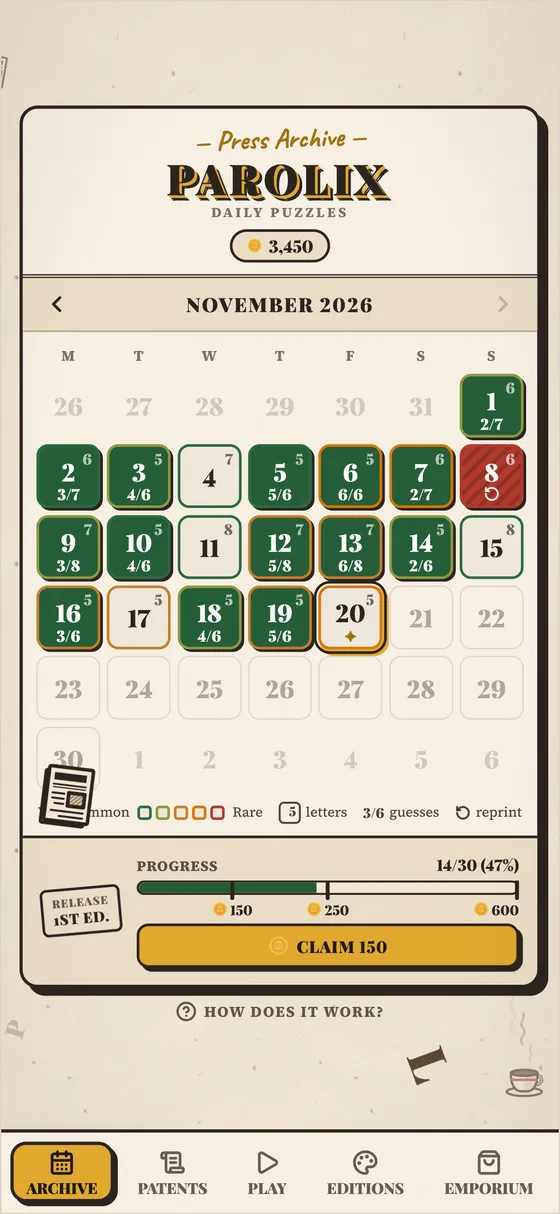 – Press Archive –
PAROLIX
DAILY PUZZLES
3,450
NOVEMBER 2026
M T W T F S S
26 27 28 29 30 31 1 6 2/7
2 6 3/7 3 5 4/6 4 7 5 5 5/6 6 5 6/6 7 6 2/7 8 6
9 7 3/8 10 5 4/6 11 8 12 7 5/8 13 7 6/8 14 5 2/6 15 8
16 5 3/6 17 5 18 5 4/6 19 5 5/6 20 5 21 22
23 24 25 26 27 28 29
30 1 2 3 4 5 6
Rare 5 letters 3/6 guesses reprint
PROGRESS 14/30 (47%)
RELEASE
1ST ED.
150 250 600
CLAIM 150
HOW DOES IT WORK?
P
L
ARCHIVE PATENTS PLAY EDITIONS EMPORIUM